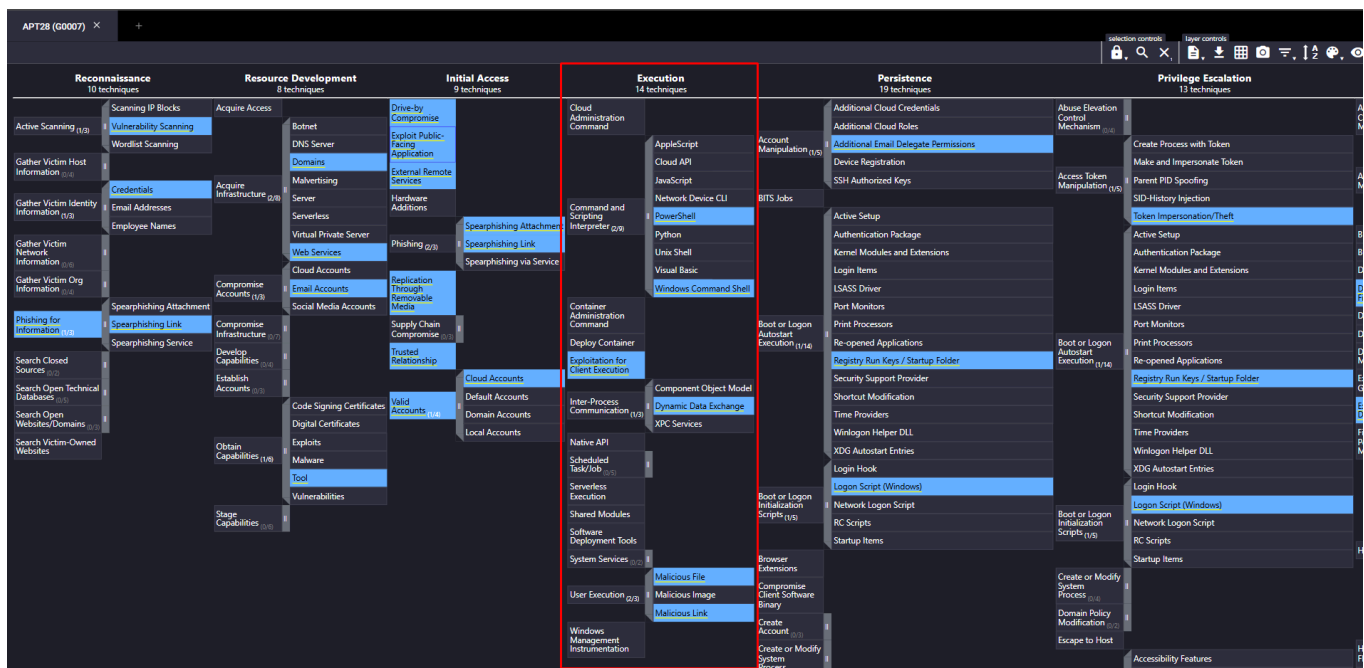 APT28 (G0007) ×
+
selection controls
layer controls
Reconnaissance
10 techniques
Scanning IP Blocks
Active Scanning (1/3)
Vulnerability Scanning
Wordlist Scanning
Gather Victim Host
Information (0/4)
Credentials
Gather Victim Identity
Information (1/3)
Email Addresses
Employee Names
Gather Victim
Network
Information (0/6)
Gather Victim Org
Information (0/4)
Spearphishing Attachment
Phishing for
Information (1/3)
Spearphishing Link
Spearphishing Service
Search Closed
Sources (0/2)
Search Open Technical
Databases (0/5)
Search Open
Websites/Domains (0/3)
Search Victim-Owned
Websites
Resource Development
8 techniques
Acquire Access
Botnet
DNS Server
Domains
Malvertising
Acquire
Infrastructure (2/8)
Server
Serverless
Virtual Private Server
Web Services
Cloud Accounts
Compromise
Accounts (1/3)
Email Accounts
Social Media Accounts
Compromise
Infrastructure (0/7)
Develop
Capabilities (0/4)
Establish
Accounts (0/3)
Code Signing Certificates
Digital Certificates
Exploits
Obtain
Capabilities (1/6)
Malware
Tool
Vulnerabilities
Stage
Capabilities (0/6)
Initial Access
9 techniques
Drive-by
Compromise
Exploit Public-
Facing
Application
External Remote
Services
Hardware
Additions
Spearphishing Attachment
Phishing (2/3)
Spearphishing Link
Spearphishing via Service
Replication
Through
Removable
Media
Supply Chain
Compromise (0/3)
Trusted
Relationship
Cloud Accounts
Valid
Accounts (1/4)
Default Accounts
Domain Accounts
Local Accounts
Execution
14 techniques
Cloud
Administration
Command
AppleScript
Cloud API
JavaScript
Network Device CLI
Command and
Scripting
Interpreter (2/9)
PowerShell
Python
Unix Shell
Visual Basic
Windows Command Shell
Container
Administration
Command
Deploy Container
Exploitation for
Client Execution
Component Object Model
Inter-Process
Communication (1/3)
Dynamic Data Exchange
XPC Services
Native API
Scheduled
Task/Job (0/5)
Serverless
Execution
Shared Modules
Software
Deployment Tools
System Services (0/2)
Malicious File
User Execution (2/3)
Malicious Image
Malicious Link
Windows
Management
Instrumentation
Persistence
19 techniques
Additional Cloud Credentials
Additional Cloud Roles
Account
Manipulation (1/5)
Additional Email Delegate Permissions
Device Registration
SSH Authorized Keys
BITS Jobs
Active Setup
Authentication Package
Kernel Modules and Extensions
Login Items
LSASS Driver
Port Monitors
Print Processors
Boot or Logon
Autostart
Execution (1/14)
Re-opened Applications
Registry Run Keys / Startup Folder
Security Support Provider
Shortcut Modification
Time Providers
Winlogon Helper DLL
XDG Autostart Entries
Login Hook
Logon Script (Windows)
Boot or Logon
Initialization
Scripts (1/5)
Network Logon Script
RC Scripts
Startup Items
Browser
Extensions
Compromise
Client Software
Binary
Create
Account (0/3)
Create or Modify
System
Process
Privilege Escalation
13 techniques
Abuse Elevation
Control
Mechanism (0/4)
Create Process with Token
Make and Impersonate Token
Access Token
Manipulation (1/5)
Parent PID Spoofing
SID-History Injection
Token Impersonation/Theft
Active Setup
Authentication Package
Kernel Modules and Extensions
Login Items
LSASS Driver
Port Monitors
Print Processors
Boot or Logon
Autostart
Execution (1/14)
Re-opened Applications
Registry Run Keys / Startup Folder
Security Support Provider
Shortcut Modification
Time Providers
Winlogon Helper DLL
XDG Autostart Entries
Login Hook
Logon Script (Windows)
Boot or Logon
Initialization
Scripts (1/5)
Network Logon Script
RC Scripts
Startup Items
Create or Modify
System
Process (0/4)
Domain Policy
Modification (0/2)
Escape to Host
Accessibility Features